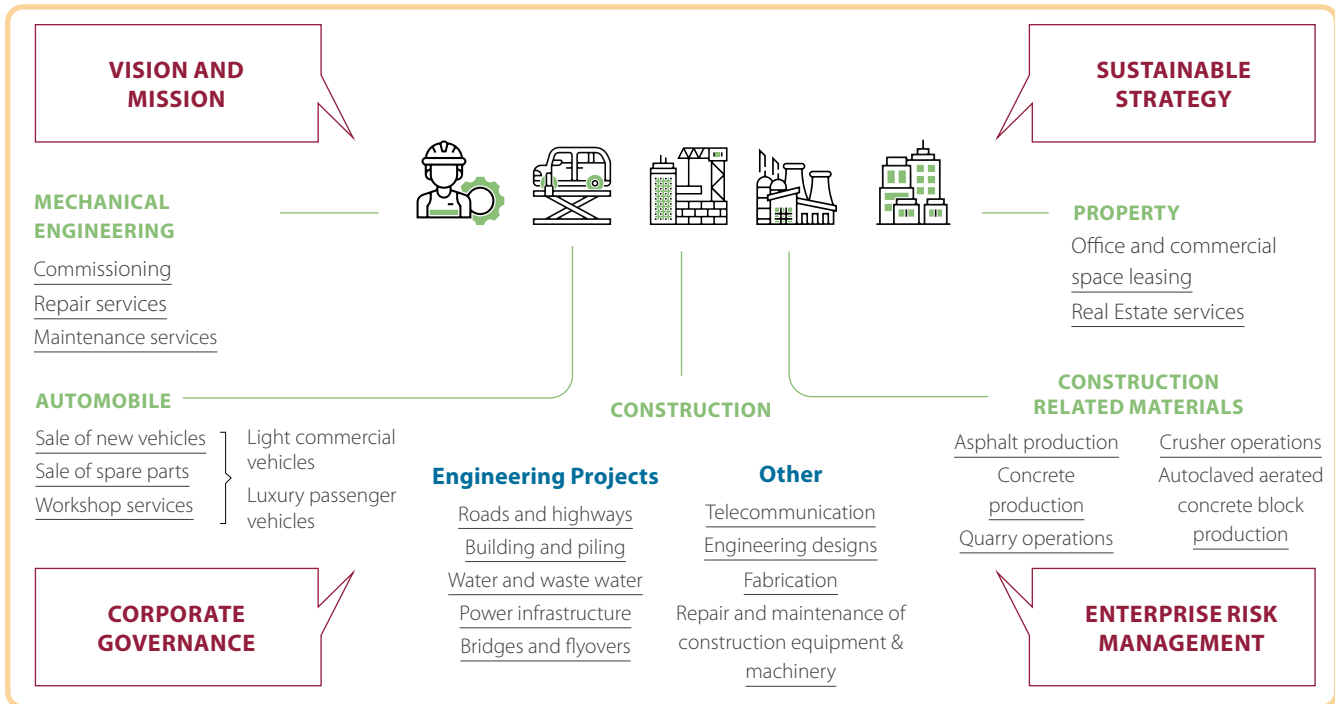 VISION AND
MISSION
SUSTAINABLE
STRATEGY
MECHANICAL
ENGINEERING
Commissioning
Repair services
Maintenance services
PROPERTY
Office and commercial
space leasing
Real Estate services
AUTOMOBILE
Sale of new vehicles
Sale of spare parts
Workshop services
Light commercial
vehicles
Luxury passenger
vehicles
CONSTRUCTION
Engineering Projects
Roads and highways
Building and piling
Water and waste water
Power infrastructure
Bridges and flyovers
Other
Telecommunication
Engineering designs
Fabrication
Repair and maintenance of
construction equipment &
machinery
CONSTRUCTION
RELATED MATERIALS
Asphalt production
Concrete
production
Quarry operations
Crusher operations
Autoclaved aerated
concrete block
production
CORPORATE
GOVERNANCE
ENTERPRISE RISK
MANAGEMENT